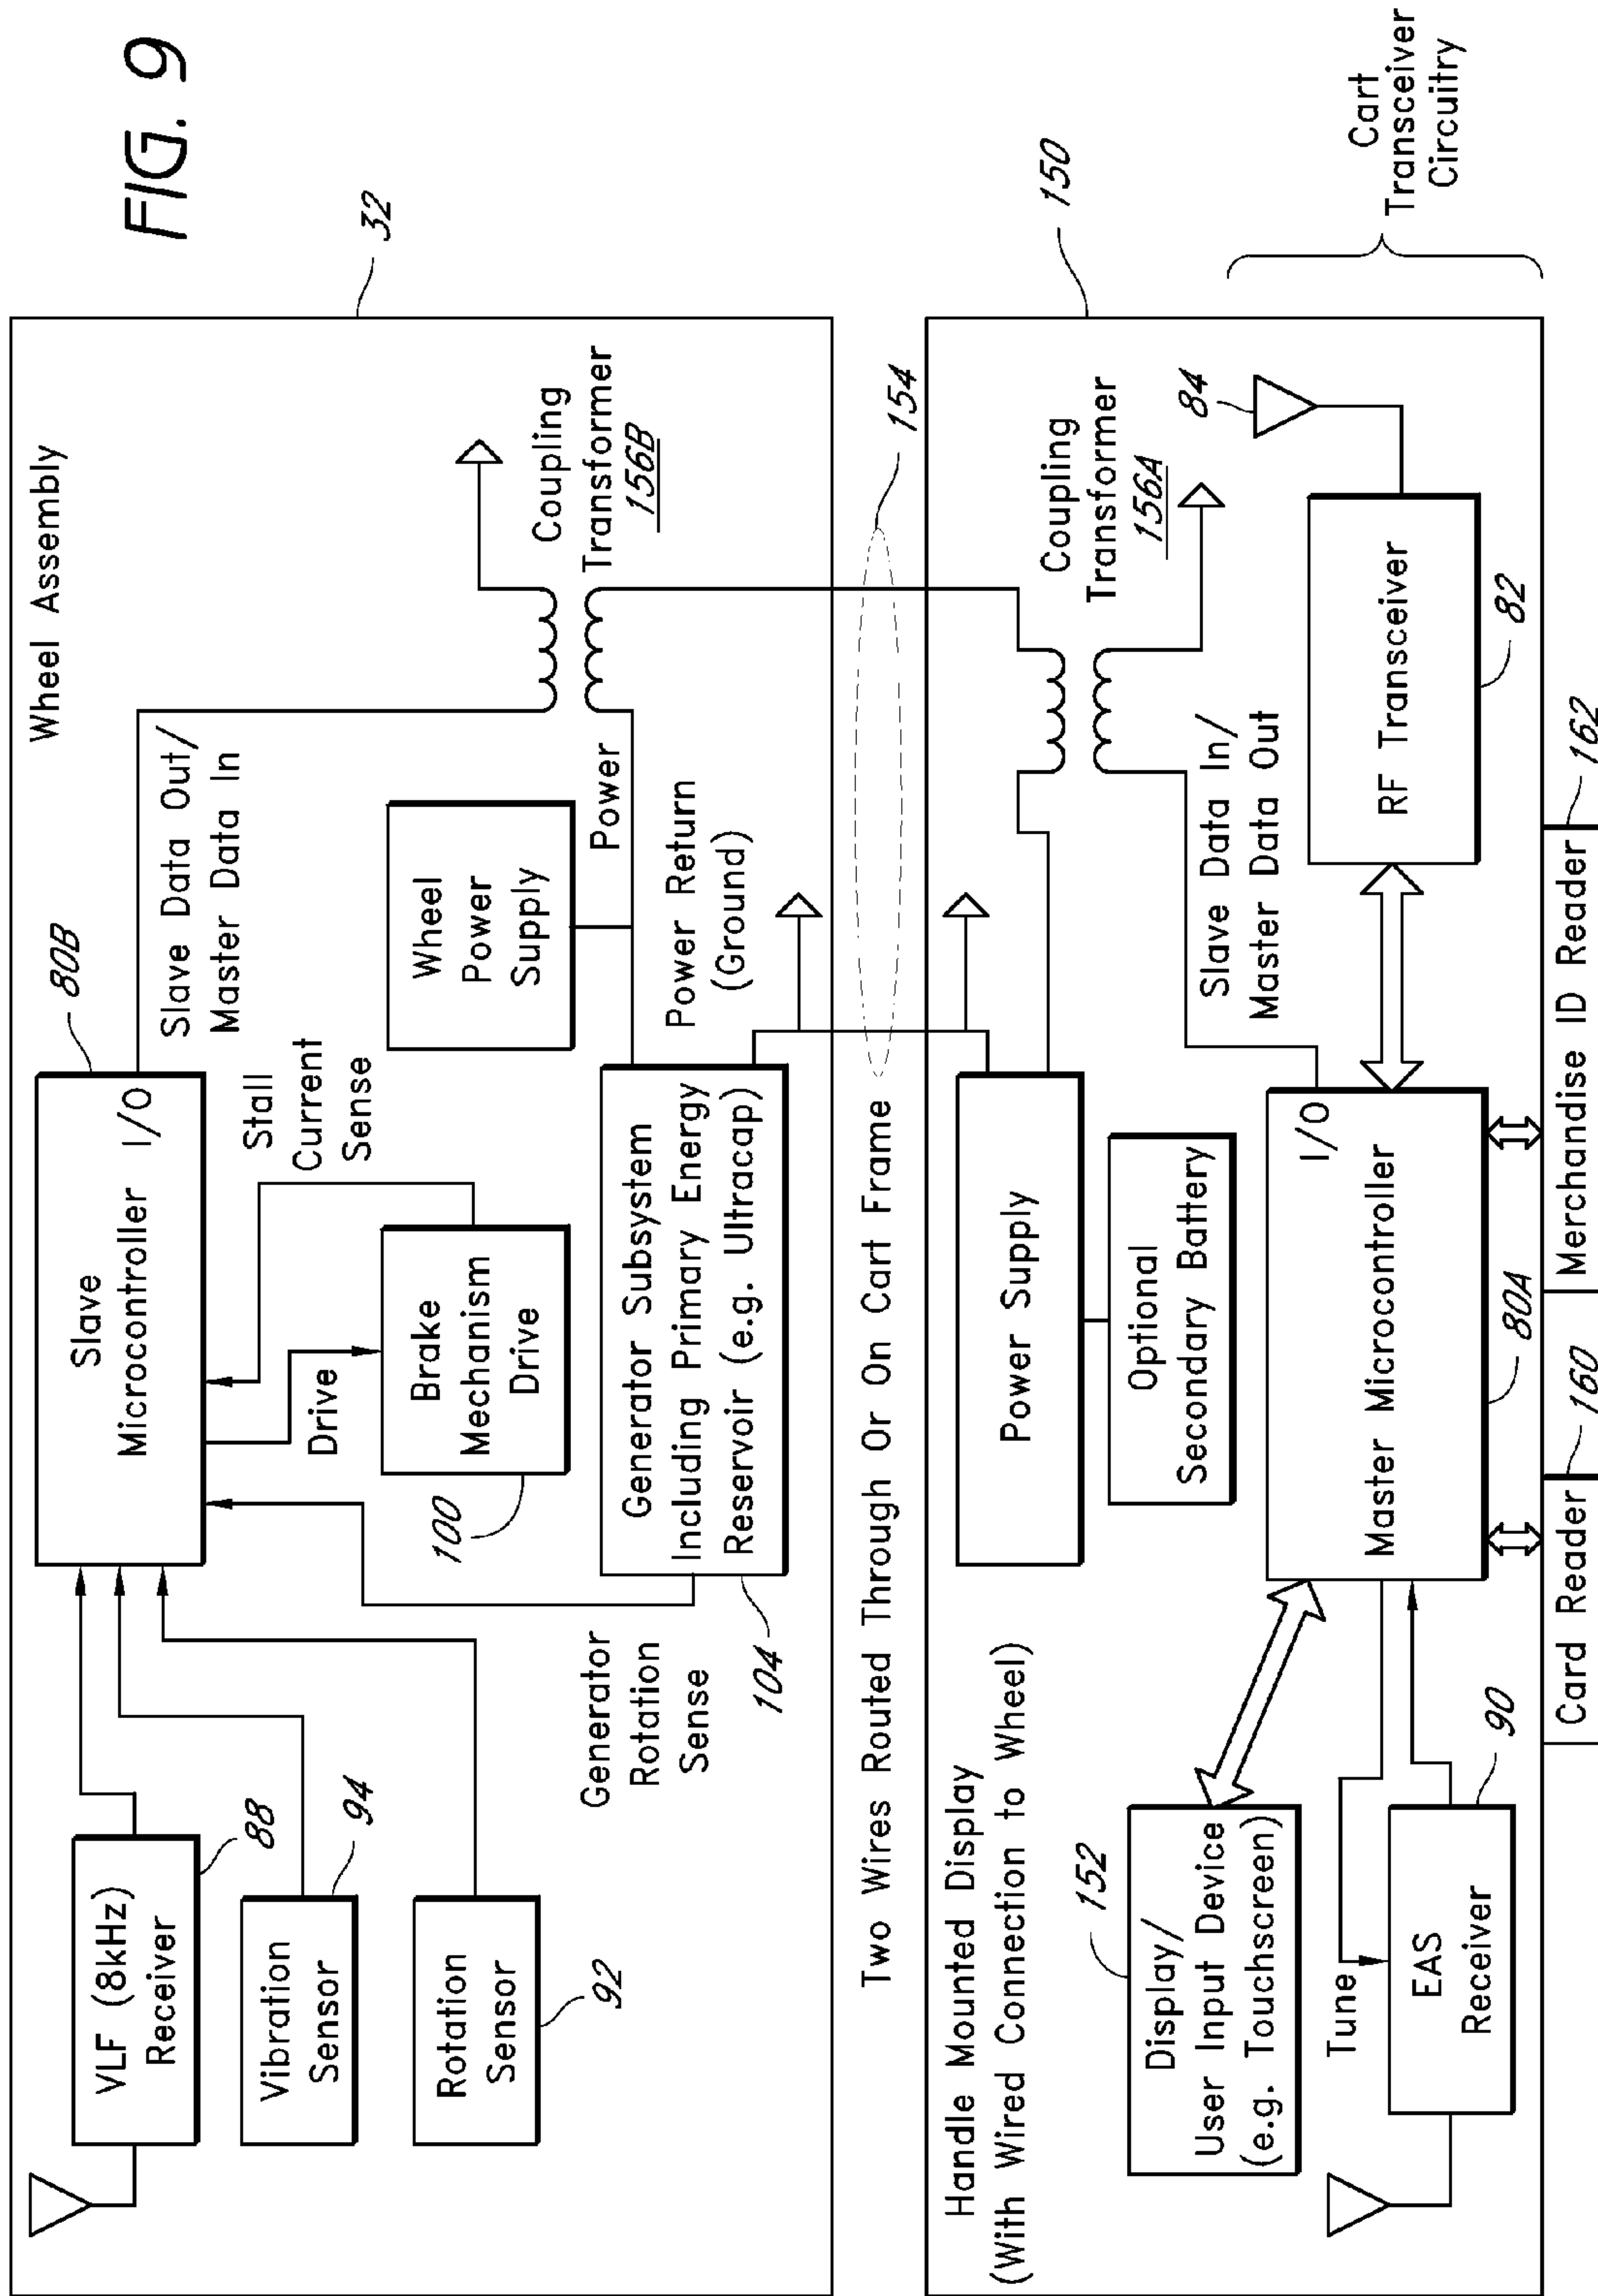 FIG. 9
Wheel Assembly
32
VLF (8kHz)
Receiver
88
Vibration
Sensor
94
Rotation
Sensor
92
Slave
Microcontroller
I/O
80B
Slave Data Out/
Master Data In
Stall
Current
Sense
Drive
Brake
Mechanism
Drive
100
Generator
Rotation
Sense
Generator Subsystem
Including Primary Energy
Reservoir (e.g. Ultracap)
104
Wheel
Power
Supply
Power
Power Return
(Ground)
Coupling
Transformer
156B
Two Wires Routed Through Or On Cart Frame
154
Handle Mounted Display
(With Wired Connection to Wheel)
150
Power Supply
Optional
Secondary Battery
Coupling
Transformer
156A
84
Slave Data In/
Master Data Out
Display/
User Input Device
(e.g. Touchscreen)
152
Tune
EAS
Receiver
90
I/O
Master Microcontroller
80A
RF Transceiver
82
Cart
Transceiver
Circuitry
Card Reader
160
Merchandise ID Reader
162